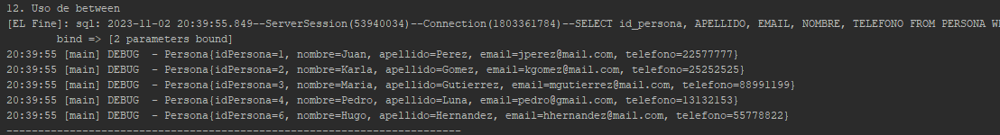 12. Uso de between
[EL Fine]: sql: 2023-11-02 20:39:55.849--ServerSession(53940034)--Connection(1803361784)--SELECT id_persona, APELLIDO, EMAIL, NOMBRE, TELEFONO FROM PERSONA
bind => [2 parameters bound]
20:39:55 [main] DEBUG  - Persona{idPersona=1, nombre=Juan, apellido=Perez, email=jperez@mail.com, telefono=22577777}
20:39:55 [main] DEBUG  - Persona{idPersona=2, nombre=Karla, apellido=Gomez, email=kgomez@mail.com, telefono=25252525}
20:39:55 [main] DEBUG  - Persona{idPersona=3, nombre=Maria, apellido=Gutierrez, email=mgutierrez@mail.com, telefono=88991199}
20:39:55 [main] DEBUG  - Persona{idPersona=4, nombre=Pedro, apellido=Luna, email=pedro@gmail.com, telefono=13132153}
20:39:55 [main] DEBUG  - Persona{idPersona=6, nombre=Hugo, apellido=Hernandez, email=hhernandez@mail.com, telefono=55778822}
------------------------------------------------------------------------